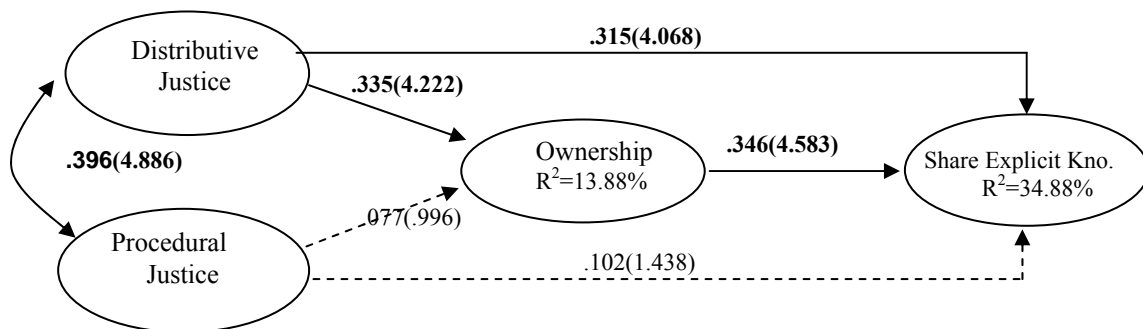 Distributive
Justice
.315(4.068)
.335(4.222)
.396(4.886)
Ownership
R²=13.88%
.346(4.583)
Share Explicit Kno.
R²=34.88%
.077(.996)
Procedural
Justice
.102(1.438)